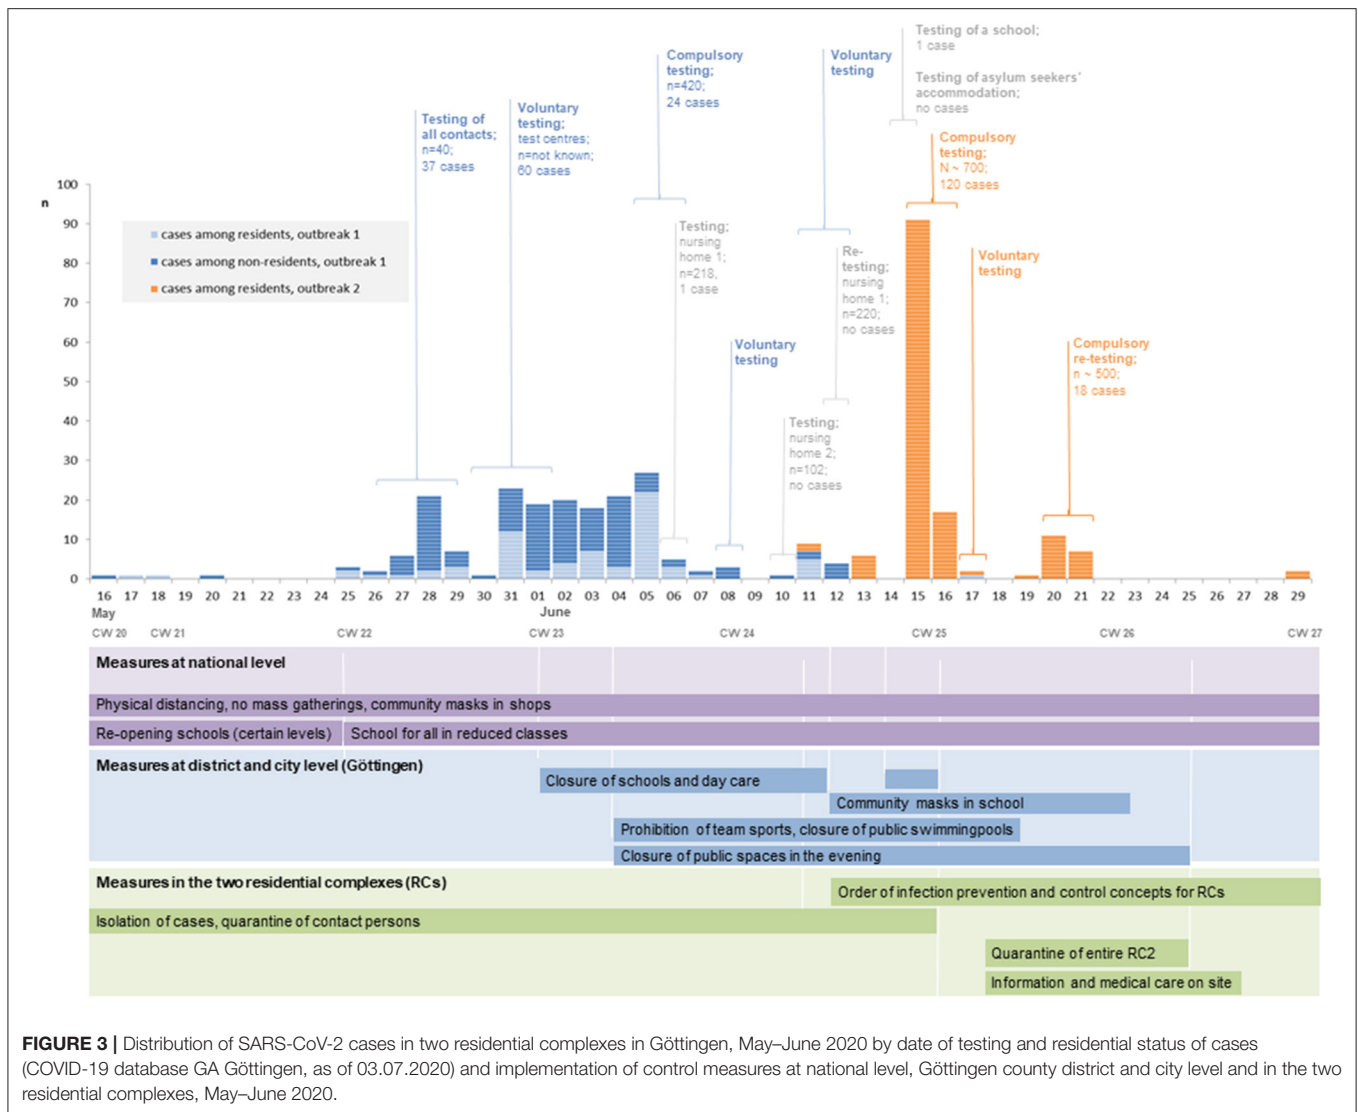 Testing of a school;
1 case
Testing of asylum seekers'
accommodation;
no cases
Compulsory
testing;
n=420;
24 cases
Voluntary
testing
Testing of
all contacts;
n=40;
37 cases
Voluntary
testing;
test centres;
n=not known;
60 cases
Compulsory
testing;
N ~ 700;
120 cases
Testing;
nursing
home 1;
n=218,
1 case
Re-
testing;
nursing
home 1;
n=220;
no cases
Voluntary
testing
Voluntary
testing
Compulsory
re-testing;
n ~ 500;
18 cases
Testing;
nursing
home 2;
n=102;
no cases
n
100
90
80
70
60
50
40
30
20
10
0
cases among residents, outbreak 1
cases among non-residents, outbreak 1
cases among residents, outbreak 2
16 17 18 19 20 21 22 23 24 25 26 27 28 29 30 31 01 02 03 04 05 06 07 08 09 10 11 12 13 14 15 16 17 18 19 20 21 22 23 24 25 26 27 28 29
May June
CW 20 CW 21 CW 22 CW 23 CW 24 CW 25 CW 26 CW 27
Measures at national level
Physical distancing, no mass gatherings, community masks in shops
Re-opening schools (certain levels) School for all in reduced classes
Measures at district and city level (Göttingen)
Closure of schools and day care
Community masks in school
Prohibition of team sports, closure of public swimmingpools
Closure of public spaces in the evening
Measures in the two residential complexes (RCs)
Order of infection prevention and control concepts for RCs
Isolation of cases, quarantine of contact persons
Quarantine of entire RC2
Information and medical care on site
FIGURE 3 | Distribution of SARS-CoV-2 cases in two residential complexes in Göttingen, May–June 2020 by date of testing and residential status of cases
(COVID-19 database GA Göttingen, as of 03.07.2020) and implementation of control measures at national level, Göttingen county district and city level and in the two
residential complexes, May–June 2020.